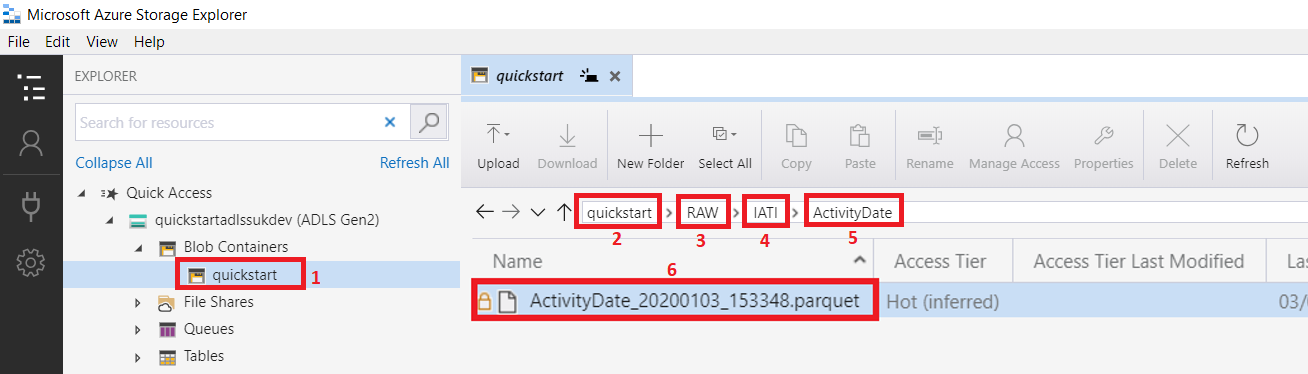 Microsoft Azure Storage Explorer
File Edit View Help
EXPLORER
Search for resources
Collapse All Refresh All
Quick Access
quickstartadlssukdev (ADLS Gen2)
Blob Containers
quickstart 1
File Shares
Queues
Tables
quickstart
Upload Download New Folder Select All Copy Paste Rename Manage Access Properties Delete Refresh
quickstart RAW IATI ActivityDate
2 3 4 5
6
Name Access Tier Access Tier Last Modified
ActivityDate_20200103_153348.parquet Hot (inferred)